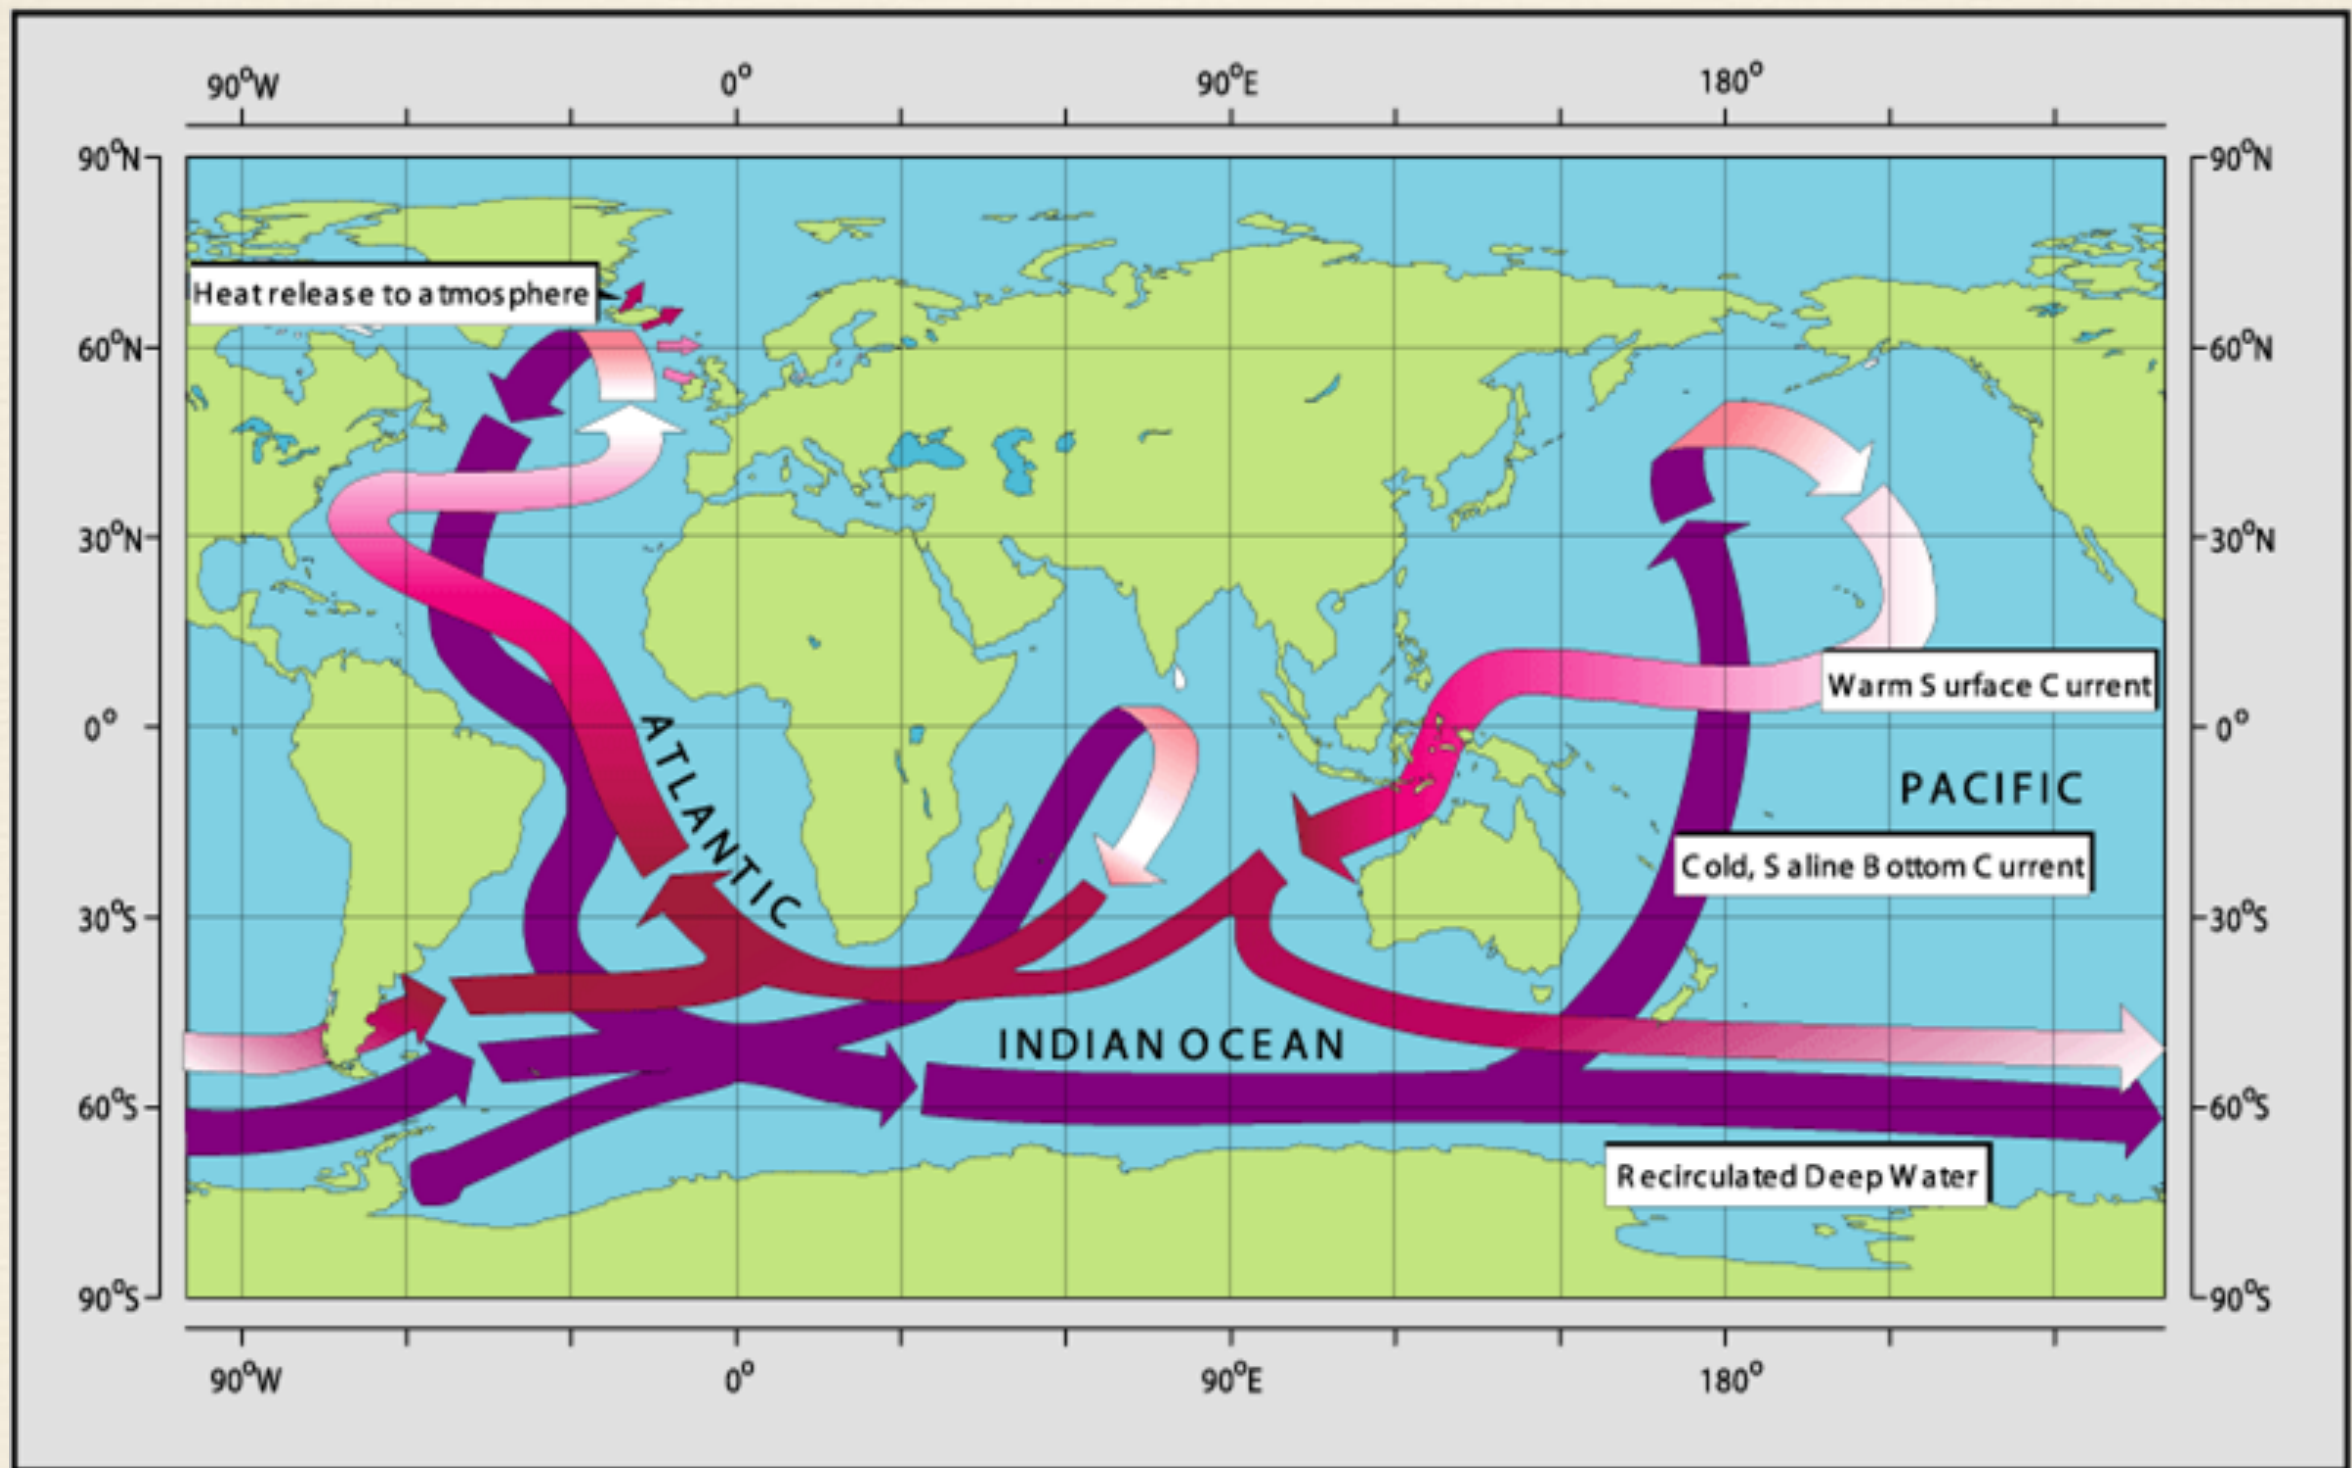 90°W 0° 90°E 180°
90°N 90°N
Heat release to atmosphere
60°N 60°N
30°N 30°N
Warm Surface Current
0° 0°
ATLANTIC
PACIFIC
Cold, Saline Bottom Current
30°S 30°S
INDIAN OCEAN
60°S 60°S
Recirculated Deep Water
90°S 90°S
90°W 0° 90°E 180°